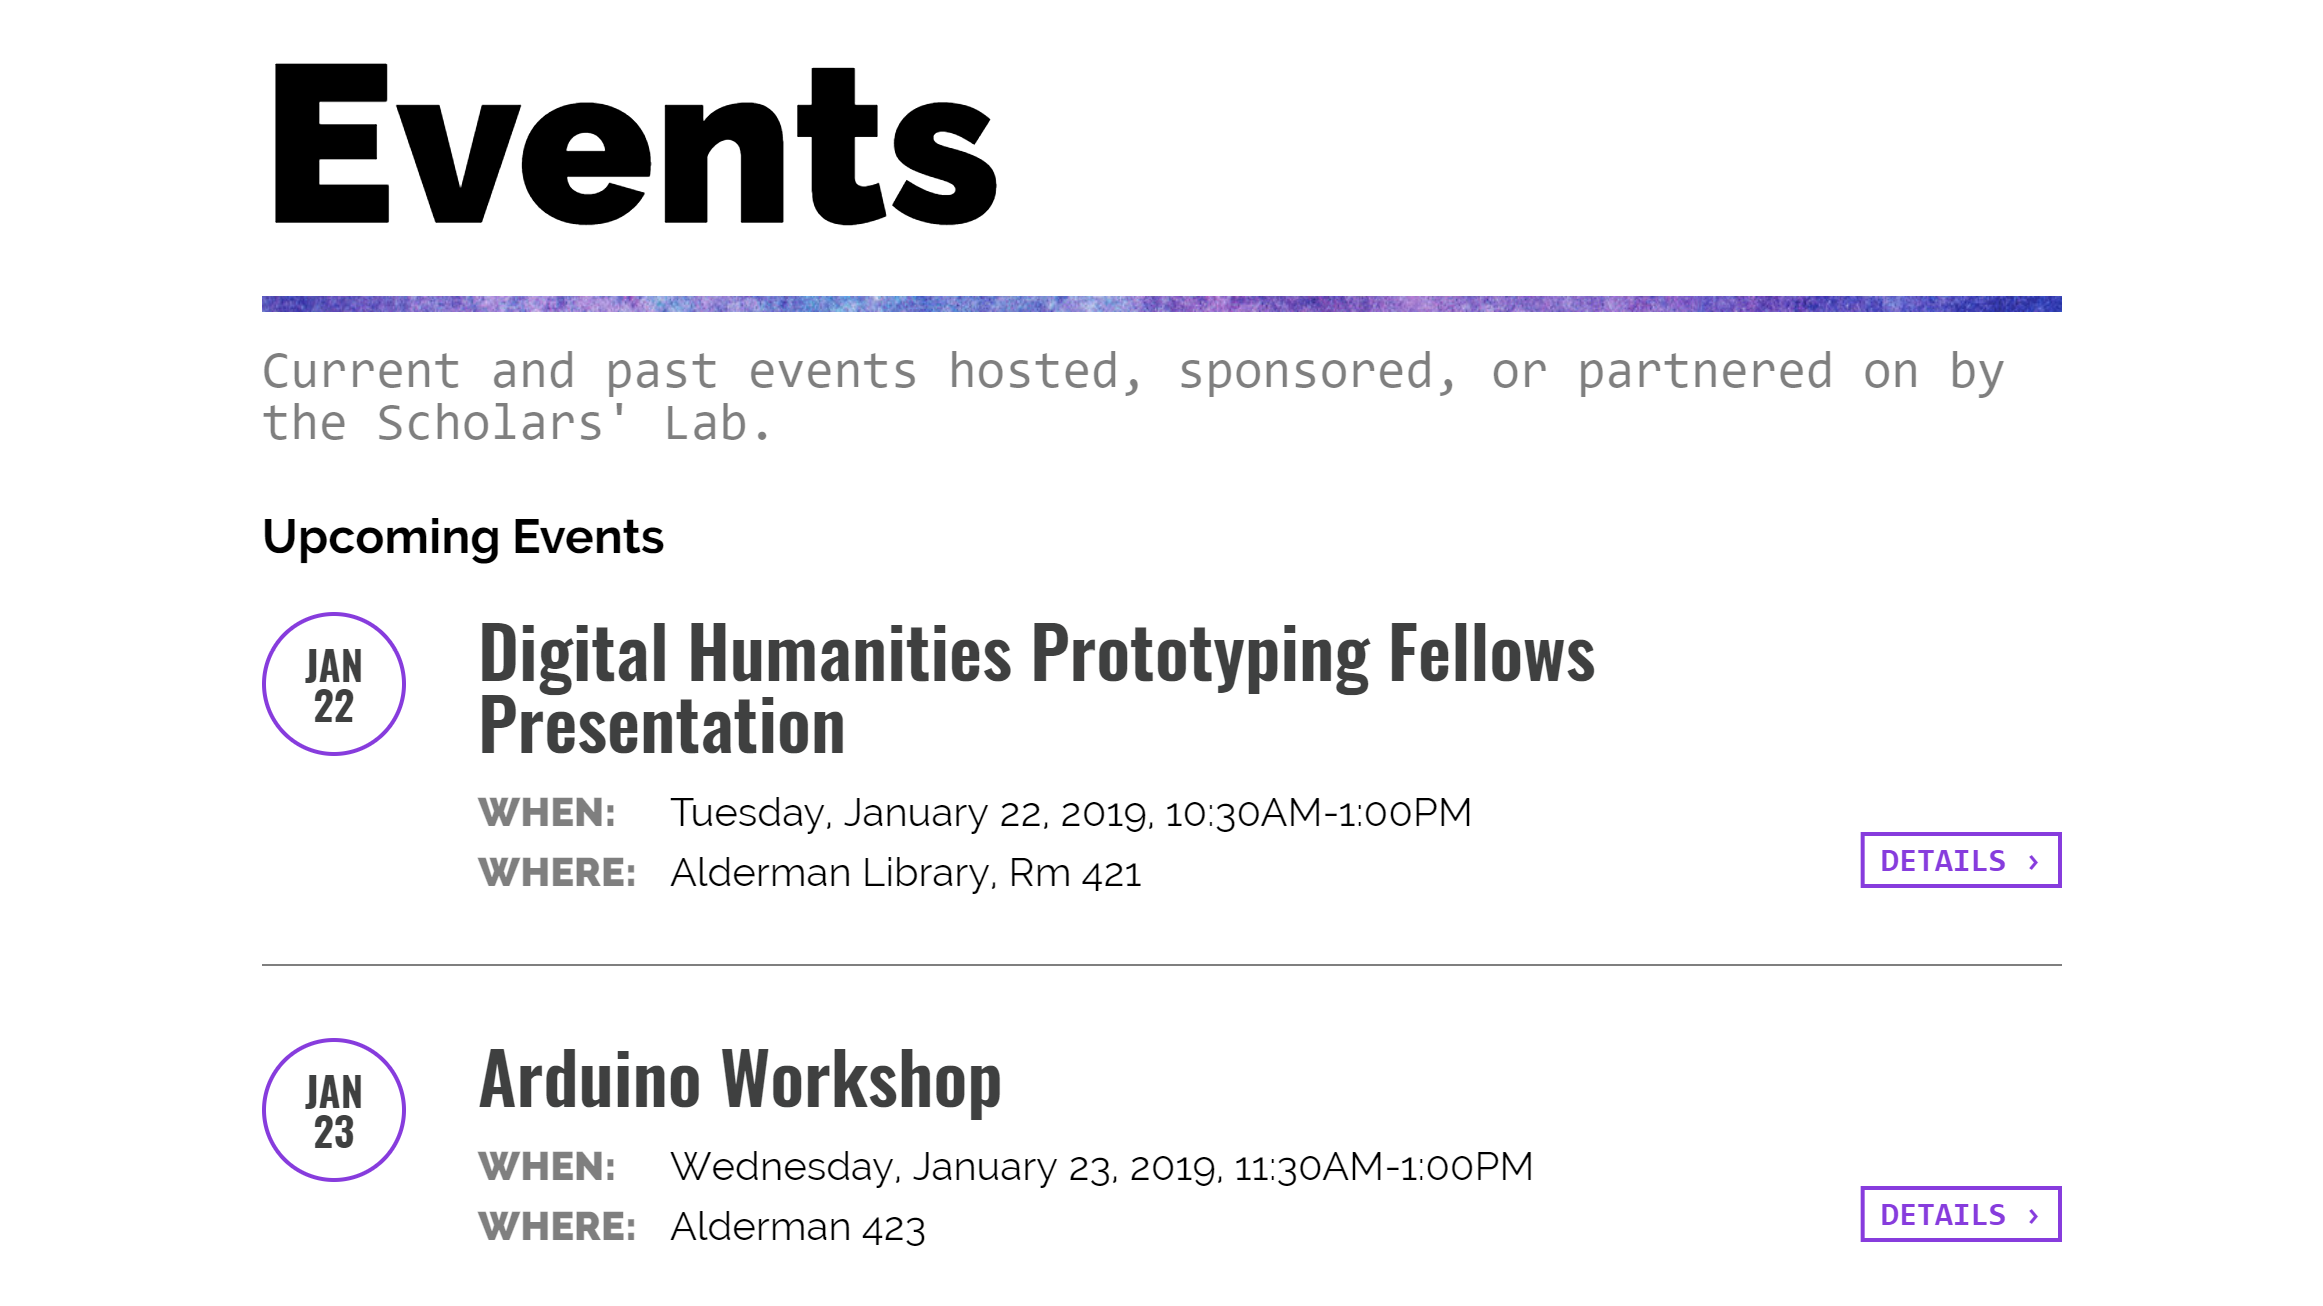 Events
Current and past events hosted, sponsored, or partnered on by
the Scholars' Lab.
Upcoming Events
JAN
22
Digital Humanities Prototyping Fellows
Presentation
WHEN: Tuesday, January 22, 2019, 10:30AM-1:00PM
WHERE: Alderman Library, Rm 421
DETAILS ›
JAN
23
Arduino Workshop
WHEN: Wednesday, January 23, 2019, 11:30AM-1:00PM
WHERE: Alderman 423
DETAILS ›